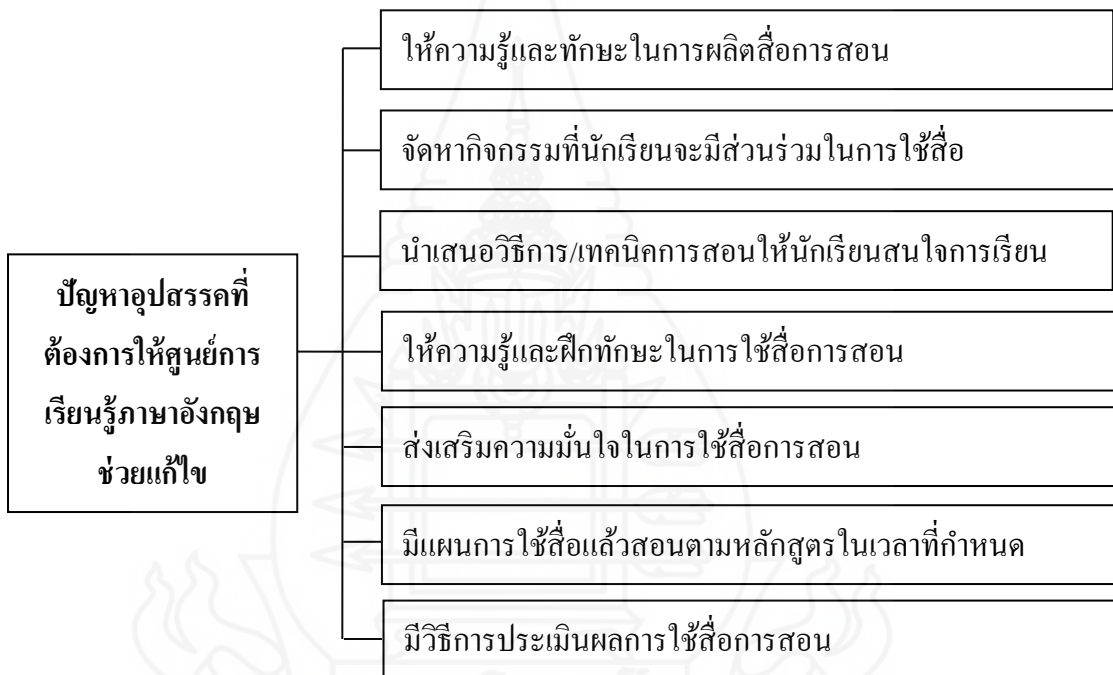 ให้ความรู้และทักษะในการผลิตสื่อการสอน
จัดหากิจกรรมที่นักเรียนจะมีส่วนร่วมในการใช้สื่อ
นำเสนอวิธีการ/เทคนิคการสอนให้นักเรียนสนใจการเรียน
ปัญหาอุปสรรคที่
ต้องการให้ศูนย์การ
เรียนรู้ภาษาอังกฤษ
ช่วยแก้ไข
ให้ความรู้และฝึกทักษะในการใช้สื่อการสอน
ส่งเสริมความมั่นใจในการใช้สื่อการสอน
มีแผนการใช้สื่อแล้วสอนตามหลักสูตรในเวลาที่กำหนด
มีวิธีการประเมินผลการใช้สื่อการสอน